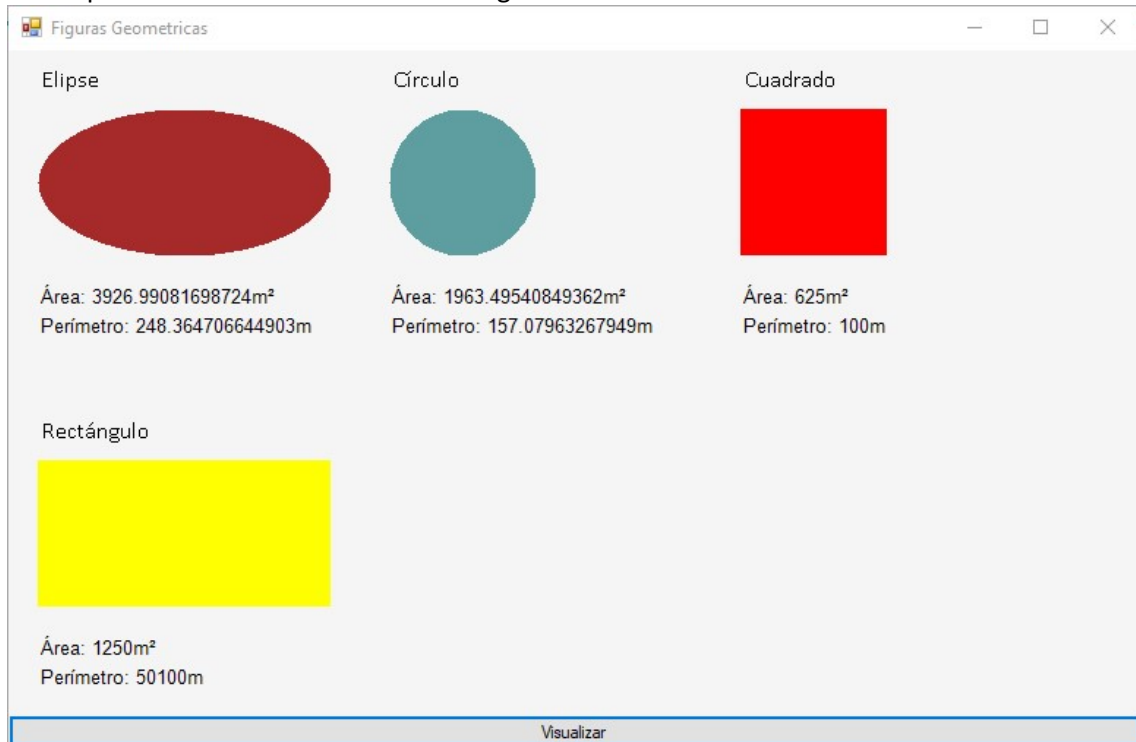 Figuras Geometricas
Elipse
Círculo
Cuadrado
Área: 3926.99081698724m²
Perímetro: 248.364706644903m
Área: 1963.49540849362m²
Perímetro: 157.07963267949m
Área: 625m²
Perímetro: 100m
Rectángulo
Área: 1250m²
Perímetro: 50100m
Visualizar